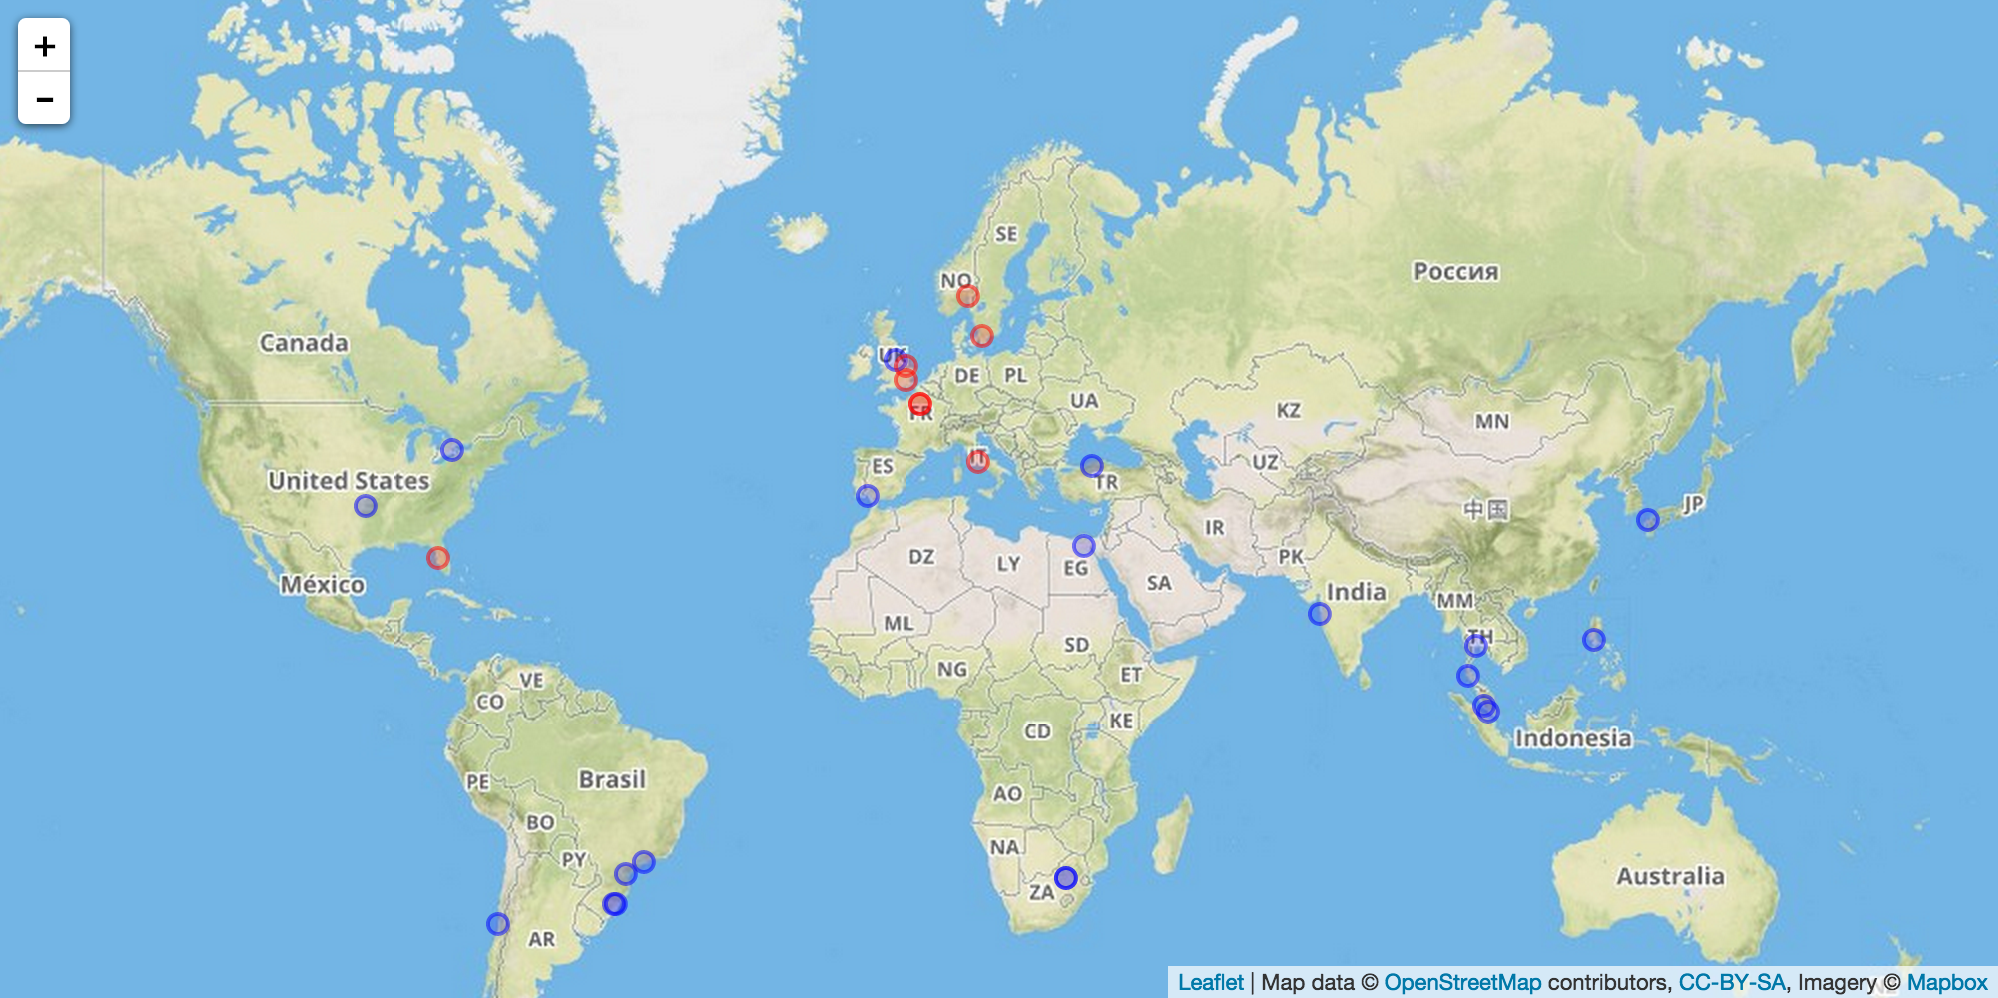 +
−
SE
NO
Россия
Canada
UK
DE
PL
UA
FR
KZ
MN
IT
ES
UZ
United States
TR
JP
中国
IR
DZ
LY
EG
PK
SA
México
India
MM
ML
SD
TH
NG
ET
VE
CO
KE
CD
Indonesia
PE
Brasil
AO
BO
NA
PY
Australia
ZA
AR
Leaflet | Map data © OpenStreetMap contributors, CC-BY-SA, Imagery © Mapbox